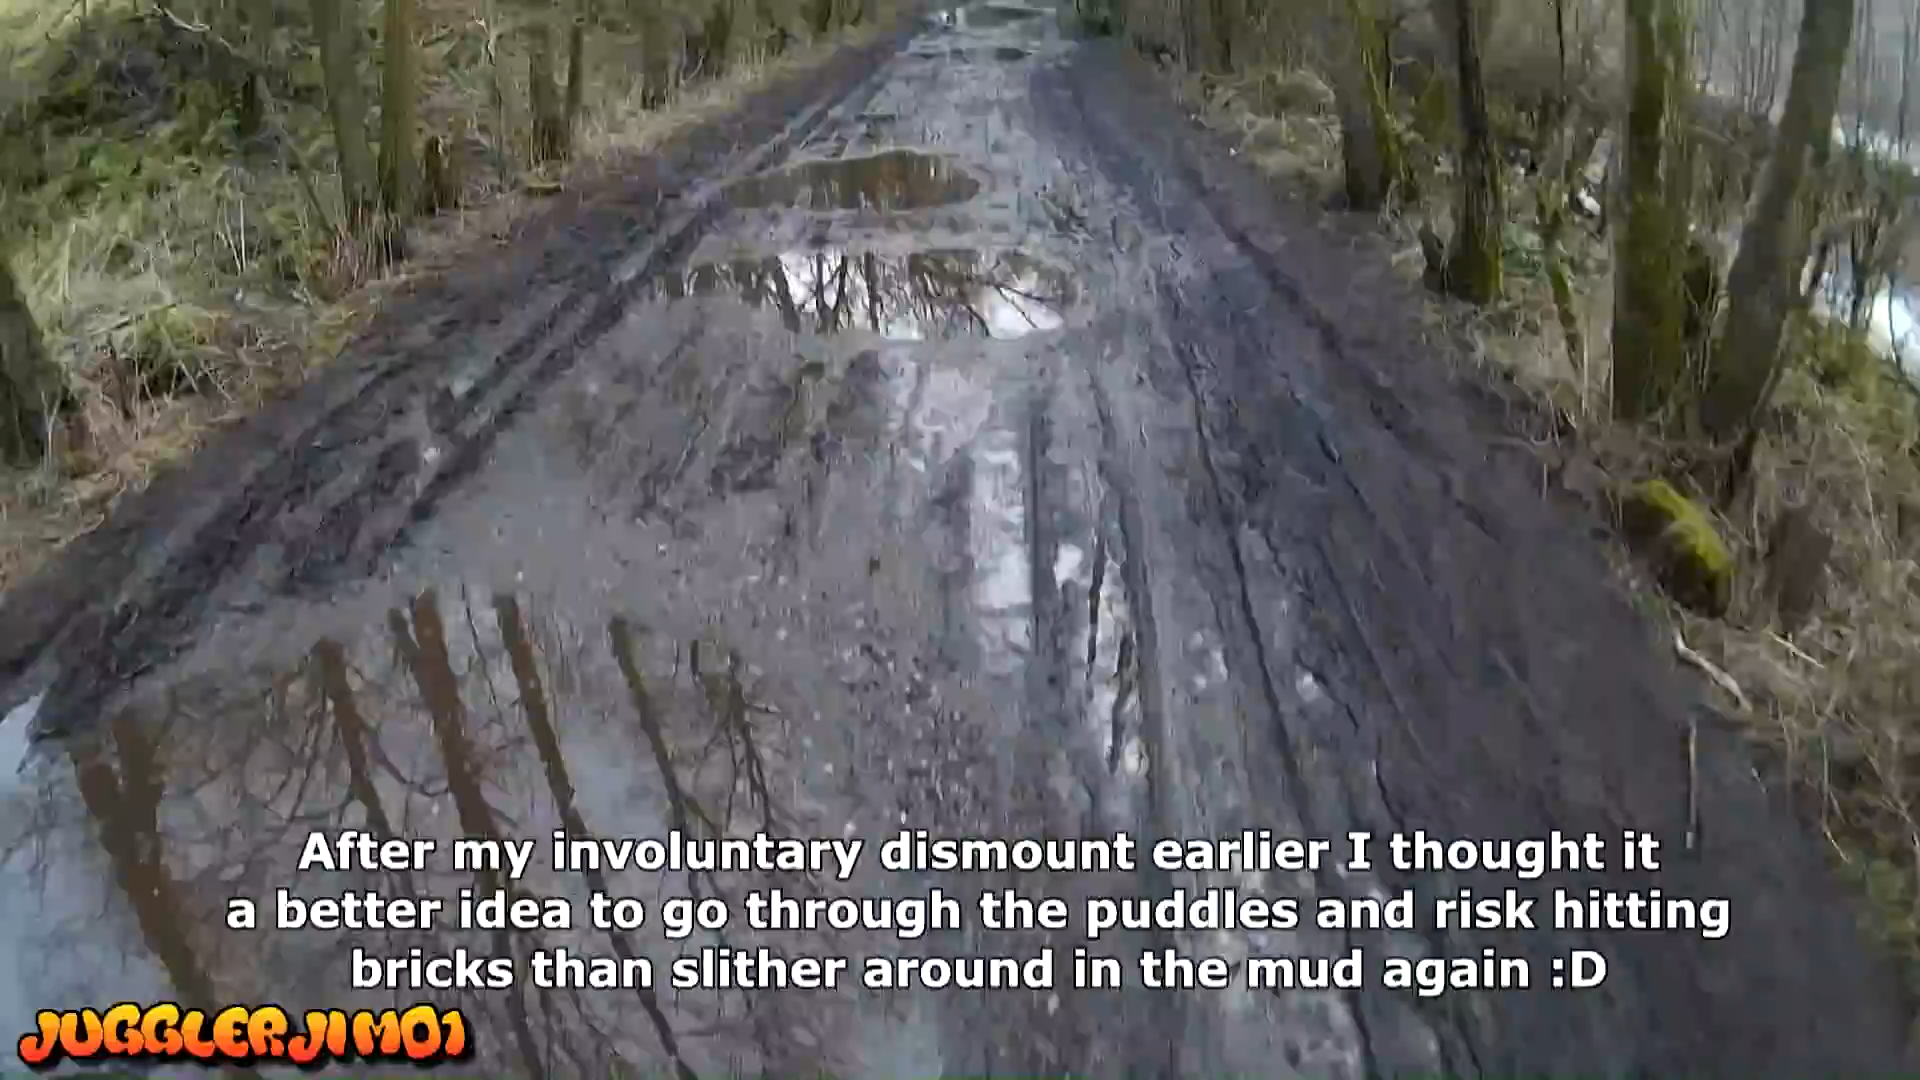 After my involuntary dismount earlier I thought it
a better idea to go through the puddles and risk hitting
bricks than slither around in the mud again :D
JUGGLERJIM01